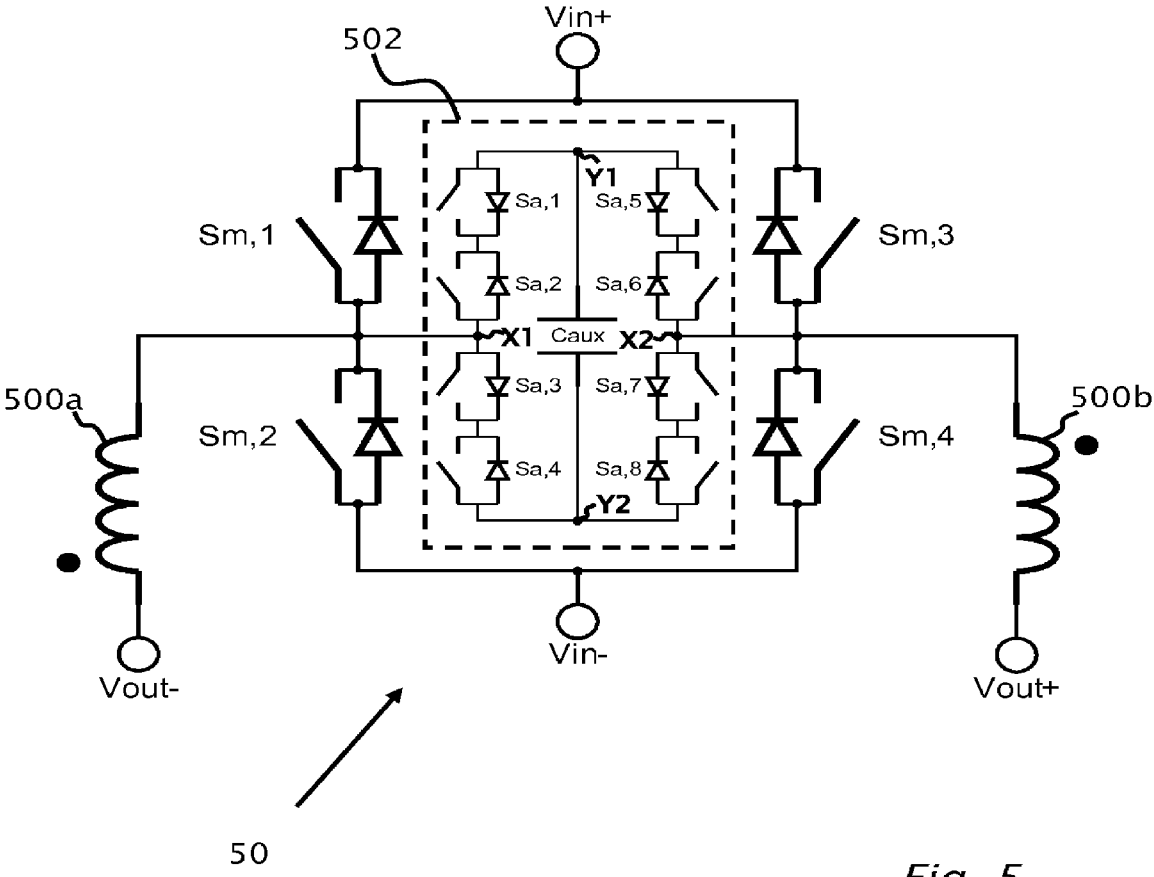 Vin+
502
Y1
Sa,1
Sa,5
Sm,1
Sm,3
Sa,2
Sa,6
X1
Caux
X2
500a
Sa,3
Sa,7
500b
Sm,2
Sm,4
Sa,4
Sa,8
Y2
Vin-
Vout-
Vout+
50
Fig. 5